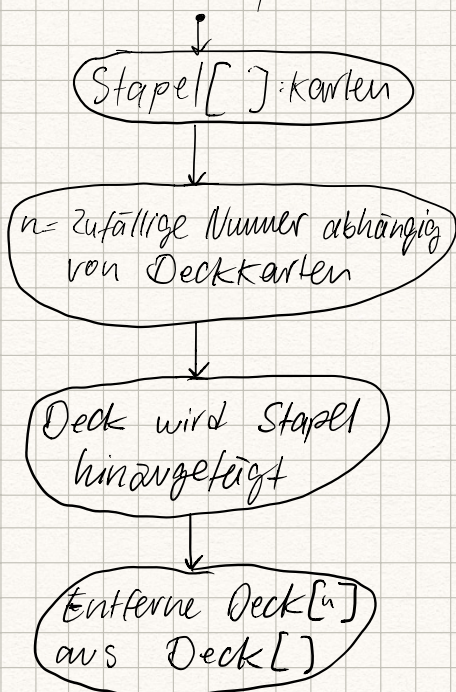 Stapel[ ]:karten
n= Zufällige Nummer abhängig
von Deckkarten
Deck wird Stapel
hinzugefügt
Entferne Deck[n]
aus Deck[ ]